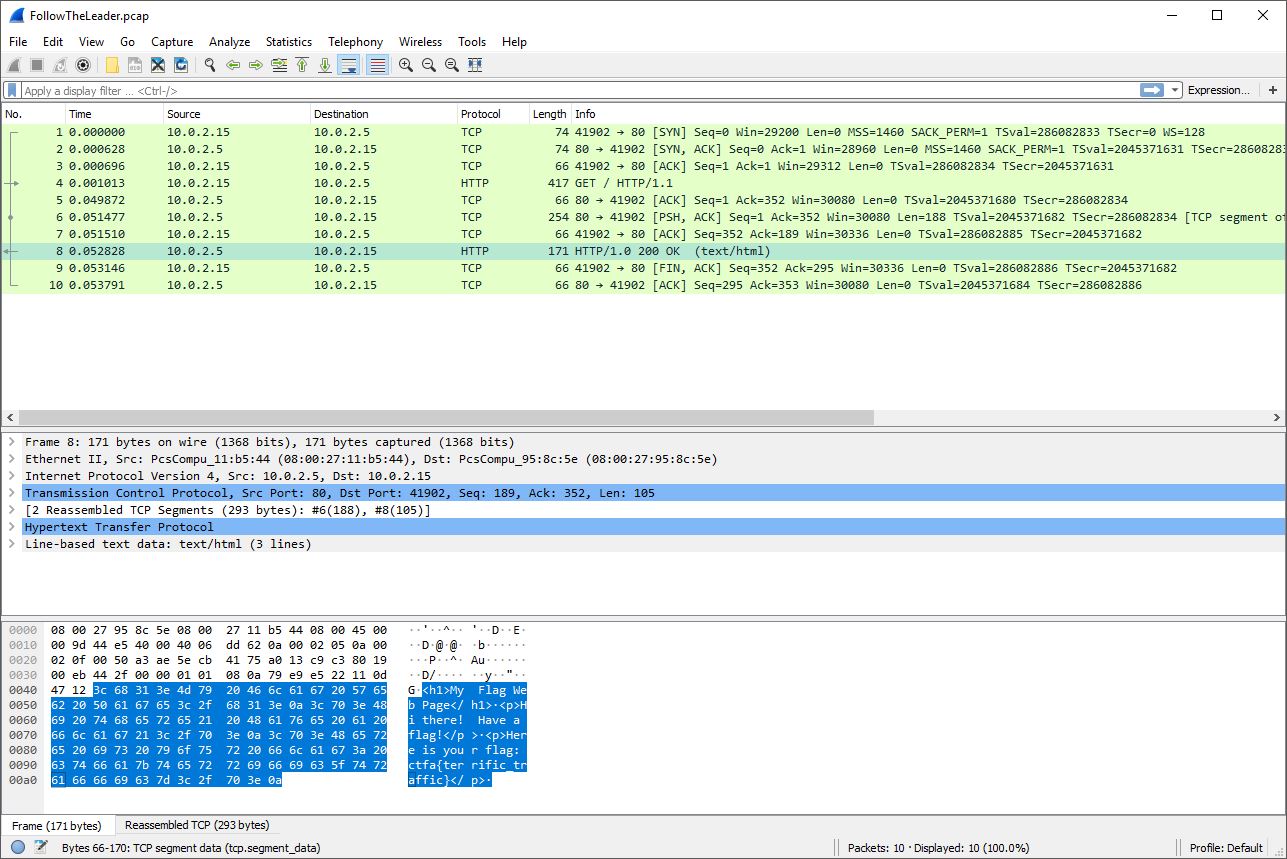 FollowTheLeader.pcap
File Edit View Go Capture Analyze Statistics Telephony Wireless Tools Help
Apply a display filter ... <Ctrl-/> Expression... +
No. Time Source Destination Protocol Length Info
1 0.000000 10.0.2.15 10.0.2.5 TCP 74 41902 → 80 [SYN] Seq=0 Win=29200 Len=0 MSS=1460 SACK_PERM=1 TSval=286082833 TSecr=0 WS=128
2 0.000628 10.0.2.5 10.0.2.15 TCP 74 80 → 41902 [SYN, ACK] Seq=0 Ack=1 Win=28960 Len=0 MSS=1460 SACK_PERM=1 TSval=2045371631 TSecr=28608283
3 0.000696 10.0.2.15 10.0.2.5 TCP 66 41902 → 80 [ACK] Seq=1 Ack=1 Win=29312 Len=0 TSval=286082834 TSecr=2045371631
4 0.001013 10.0.2.15 10.0.2.5 HTTP 417 GET / HTTP/1.1
5 0.049872 10.0.2.5 10.0.2.15 TCP 66 80 → 41902 [ACK] Seq=1 Ack=352 Win=30080 Len=0 TSval=2045371680 TSecr=286082834
6 0.051477 10.0.2.5 10.0.2.15 TCP 254 80 → 41902 [PSH, ACK] Seq=1 Ack=352 Win=30080 Len=188 TSval=2045371682 TSecr=286082834 [TCP segment of
7 0.051510 10.0.2.15 10.0.2.5 TCP 66 41902 → 80 [ACK] Seq=352 Ack=189 Win=30336 Len=0 TSval=286082885 TSecr=2045371682
8 0.052828 10.0.2.5 10.0.2.15 HTTP 171 HTTP/1.0 200 OK (text/html)
9 0.053146 10.0.2.15 10.0.2.5 TCP 66 41902 → 80 [FIN, ACK] Seq=352 Ack=295 Win=30336 Len=0 TSval=286082886 TSecr=2045371682
10 0.053791 10.0.2.5 10.0.2.15 TCP 66 80 → 41902 [ACK] Seq=295 Ack=353 Win=30080 Len=0 TSval=2045371684 TSecr=286082886
Frame 8: 171 bytes on wire (1368 bits), 171 bytes captured (1368 bits)
Ethernet II, Src: PcsCompu_11:b5:44 (08:00:27:11:b5:44), Dst: PcsCompu_95:8c:5e (08:00:27:95:8c:5e)
Internet Protocol Version 4, Src: 10.0.2.5, Dst: 10.0.2.15
Transmission Control Protocol, Src Port: 80, Dst Port: 41902, Seq: 189, Ack: 352, Len: 105
[2 Reassembled TCP Segments (293 bytes): #6(188), #8(105)]
Hypertext Transfer Protocol
Line-based text data: text/html (3 lines)
0000 08 00 27 95 8c 5e 08 00 27 11 b5 44 08 00 45 00 ··'··^·· '··D··E·
0010 00 9d 44 e5 40 00 40 06 dd 62 0a 00 02 05 0a 00 ··D·@·@· ·b······
0020 02 0f 00 50 a3 ae 5e cb 41 75 a0 13 c9 c3 80 19 ···P··^· Au······
0030 00 eb 44 2f 00 00 01 01 08 0a 79 e9 e5 22 11 0d ··D/···· ··y··"··
0040 47 12 3c 68 31 3e 4d 79 20 46 6c 61 67 20 57 65 G·<h1>My Flag We
0050 62 20 50 61 67 65 3c 2f 68 31 3e 0a 3c 70 3e 48 b Page</ h1>·<p>H
0060 69 20 74 68 65 72 65 21 20 48 61 76 65 20 61 20 i there! Have a
0070 66 6c 61 67 21 3c 2f 70 3e 0a 3c 70 3e 48 65 72 flag!</p >·<p>Her
0080 65 20 69 73 20 79 6f 75 72 20 66 6c 61 67 3a 20 e is you r flag:
0090 63 74 66 61 7b 74 65 72 72 69 66 69 63 5f 74 72 ctfa{ter rific_tr
00a0 61 66 66 69 63 7d 3c 2f 70 3e 0a affic}</ p>·
Frame (171 bytes) Reassembled TCP (293 bytes)
Bytes 66-170: TCP segment data (tcp.segment_data) Packets: 10 · Displayed: 10 (100.0%) Profile: Default